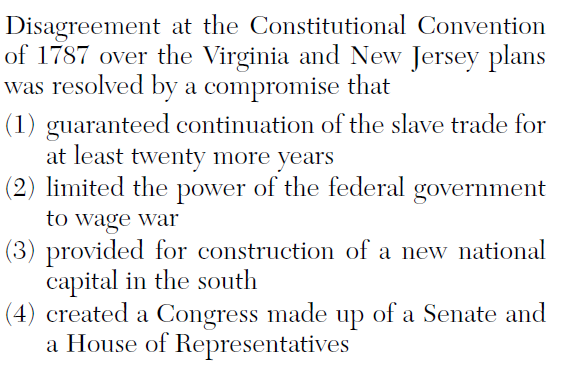 Disagreement at the Constitutional Convention
of 1787 over the Virginia and New Jersey plans
was resolved by a compromise that
(1) guaranteed continuation of the slave trade for
at least twenty more years
(2) limited the power of the federal government
to wage war
(3) provided for construction of a new national
capital in the south
(4) created a Congress made up of a Senate and
a House of Representatives